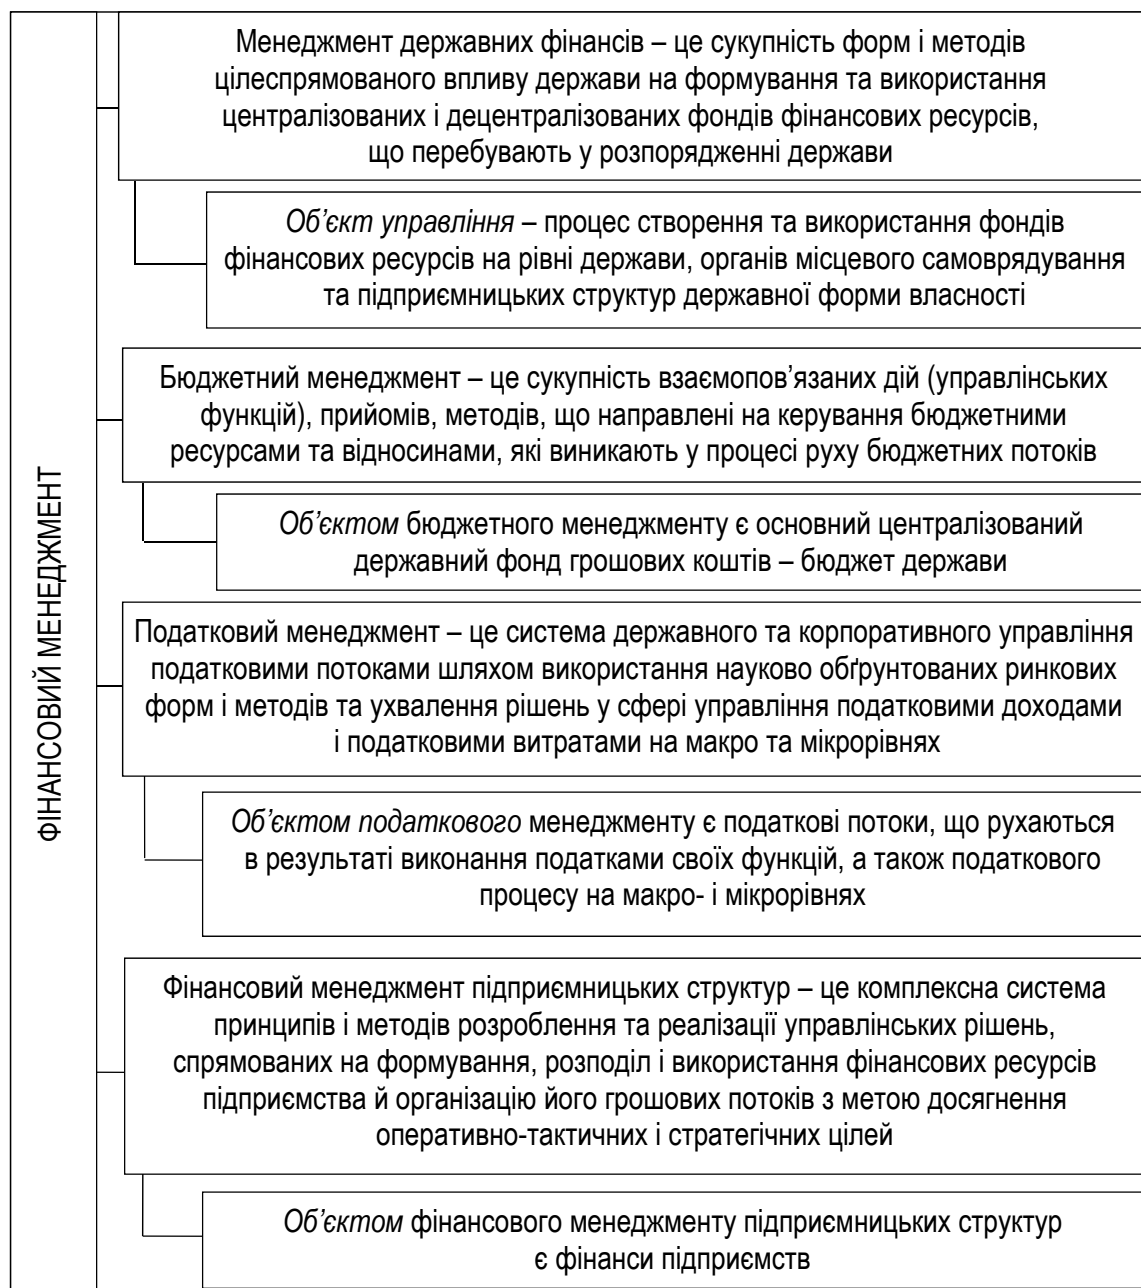 ФІНАНСОВИЙ МЕНЕДЖМЕНТ
Менеджмент державних фінансів – це сукупність форм і методів
цілеспрямованого впливу держави на формування та використання
централізованих і децентралізованих фондів фінансових ресурсів,
що перебувають у розпорядженні держави
Об’єкт управління – процес створення та використання фондів
фінансових ресурсів на рівні держави, органів місцевого самоврядування
та підприємницьких структур державної форми власності
Бюджетний менеджмент – це сукупність взаємопов’язаних дій (управлінських
функцій), прийомів, методів, що направлені на керування бюджетними
ресурсами та відносинами, які виникають у процесі руху бюджетних потоків
Об’єктом бюджетного менеджменту є основний централізований
державний фонд грошових коштів – бюджет держави
Податковий менеджмент – це система державного та корпоративного управління
податковими потоками шляхом використання науково обґрунтованих ринкових
форм і методів та ухвалення рішень у сфері управління податковими доходами
і податковими витратами на макро та мікрорівнях
Об’єктом податкового менеджменту є податкові потоки, що рухаються
в результаті виконання податками своїх функцій, а також податкового
процесу на макро- і мікрорівнях
Фінансовий менеджмент підприємницьких структур – це комплексна система
принципів і методів розроблення та реалізації управлінських рішень,
спрямованих на формування, розподіл і використання фінансових ресурсів
підприємства й організацію його грошових потоків з метою досягнення
оперативно-тактичних і стратегічних цілей
Об’єктом фінансового менеджменту підприємницьких структур
є фінанси підприємств